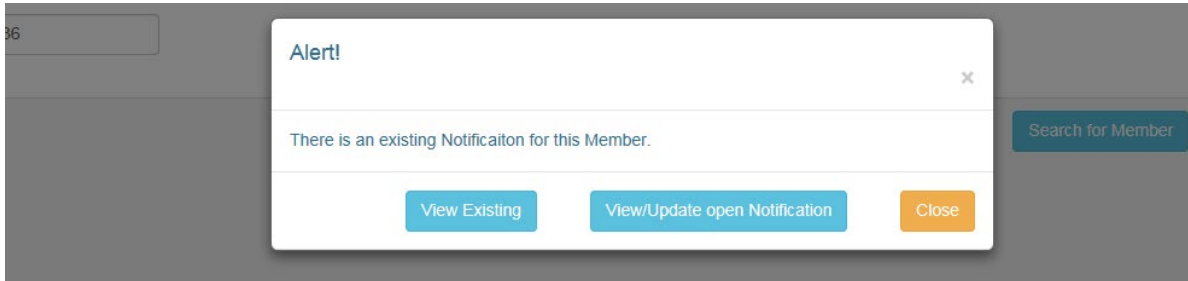 36
Alert!
×
There is an existing Notificaiton for this Member.
Search for Member
View Existing
View/Update open Notification
Close